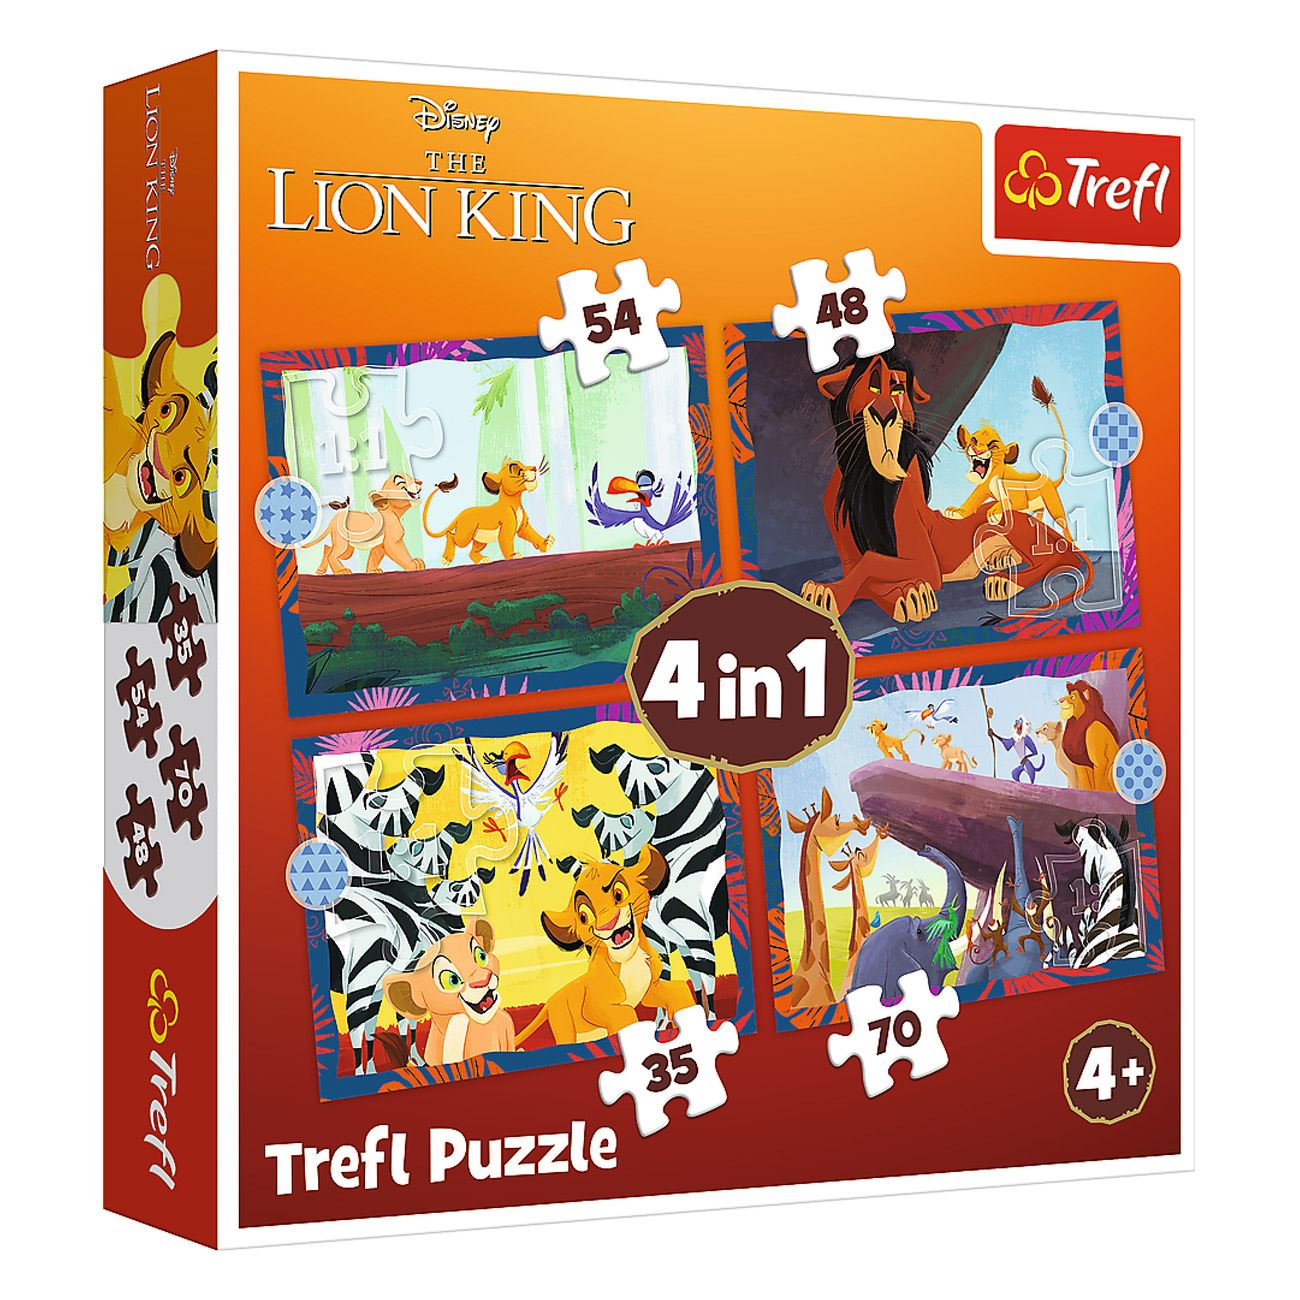 Disney
THE
LION KING
Trefl
54
48
1:1
1:1
4 in 1
35
70
1:
4+
Trefl Puzzle
Disney
THE
LION KING
35
54
70
48
Trefl